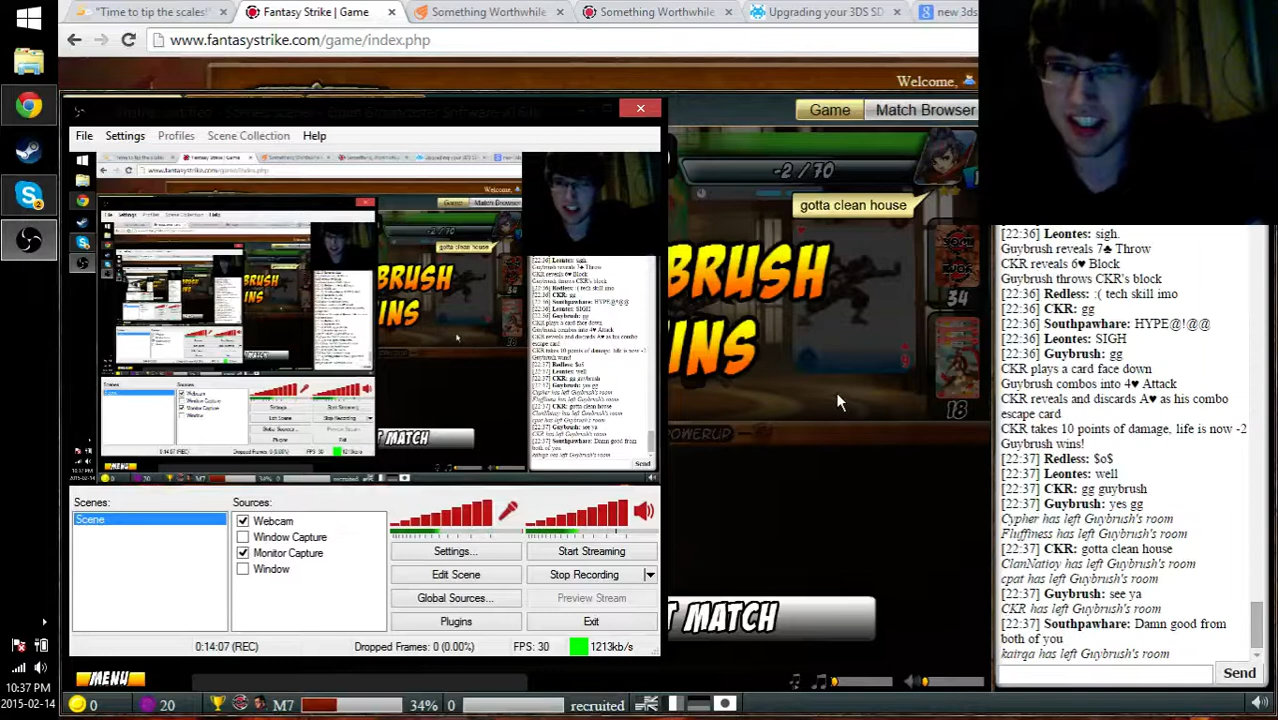 "Time to tip the scales!"
Fantasy Strike | Game
Something Worthwhile
Something Worthwhile
Upgrading your 3DS SD
new 3ds
www.fantasystrike.com/game/index.php
Welcome,
Game
Match Browser
File
Settings
Profiles
Scene Collection
Help
-2 /70
gotta clean house
BRUSH
INS
34
18
POWERUP
T MATCH
[22:36] Leontes: sigh.
Guybrush reveals 7♣ Throw
CKR reveals 6♥ Block
Guybrush throws CKR's block
[22:36] Redless: :( tech skill imo
[22:36] CKR: gg
[22:36] Southpawhare: HYPE@!@@
[22:36] Leontes: SIGH
[22:36] Guybrush: gg
CKR plays a card face down
Guybrush combos into 4♥ Attack
CKR reveals and discards A♥ as his combo
escape card
CKR takes 10 points of damage, life is now -2
Guybrush wins!
[22:37] Redless: $o$
[22:37] Leontes: well
[22:37] CKR: gg guybrush
[22:37] Guybrush: yes gg
Cypher has left Guybrush's room
Fluffiness has left Guybrush's room
[22:37] CKR: gotta clean house
ClanNatioy has left Guybrush's room
cpat has left Guybrush's room
[22:37] Guybrush: see ya
CKR has left Guybrush's room
[22:37] Southpawhare: Damn good from
both of you
kairqa has left Guybrush's room
Send
Scenes:
Scene
Sources:
Webcam
Window Capture
Monitor Capture
Window
Settings...
Start Streaming
Edit Scene
Stop Recording
Global Sources...
Preview Stream
Plugins
Exit
0:14:07 (REC)
Dropped Frames: 0 (0.00%)
FPS: 30
1213kb/s
MENU
0
20
M7
34%
0
recruited
10:37 PM
2015-02-14